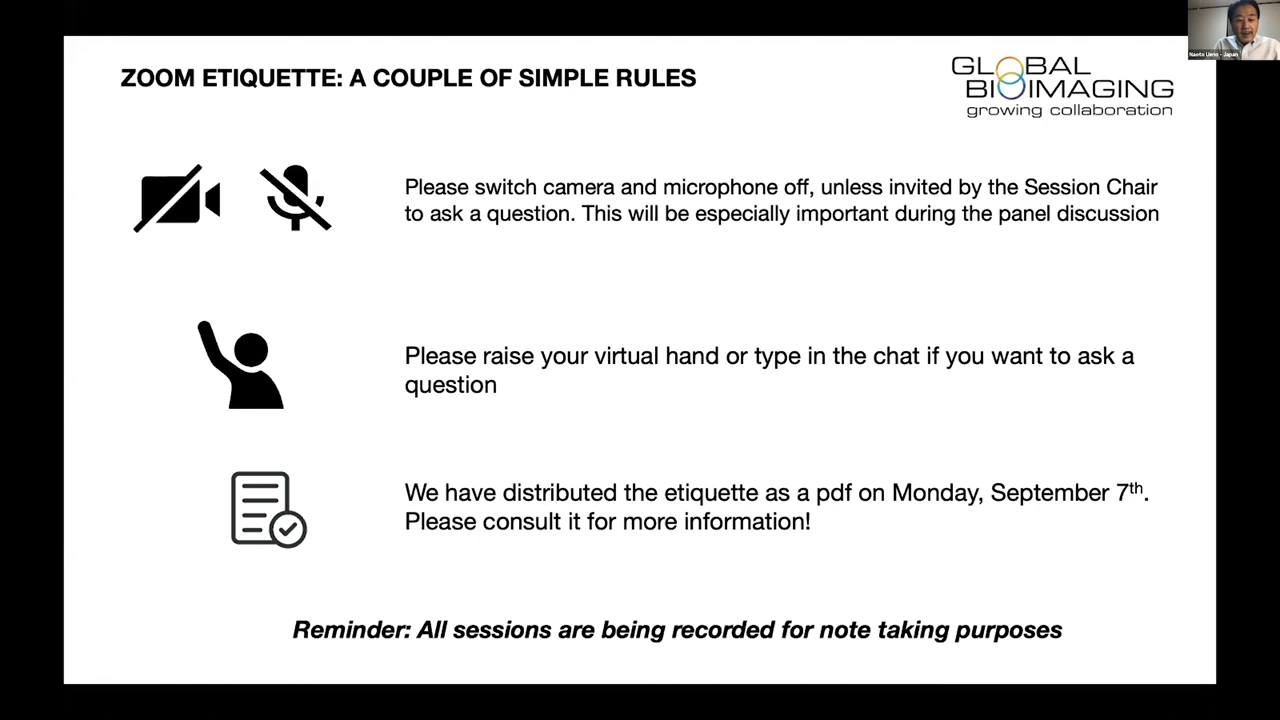 Naoto Ueno - Japan
ZOOM ETIQUETTE: A COUPLE OF SIMPLE RULES
GLOBAL
BIOIMAGING
growing collaboration
Please switch camera and microphone off, unless invited by the Session Chair
to ask a question. This will be especially important during the panel discussion
Please raise your virtual hand or type in the chat if you want to ask a
question
We have distributed the etiquette as a pdf on Monday, September 7th.
Please consult it for more information!
Reminder: All sessions are being recorded for note taking purposes